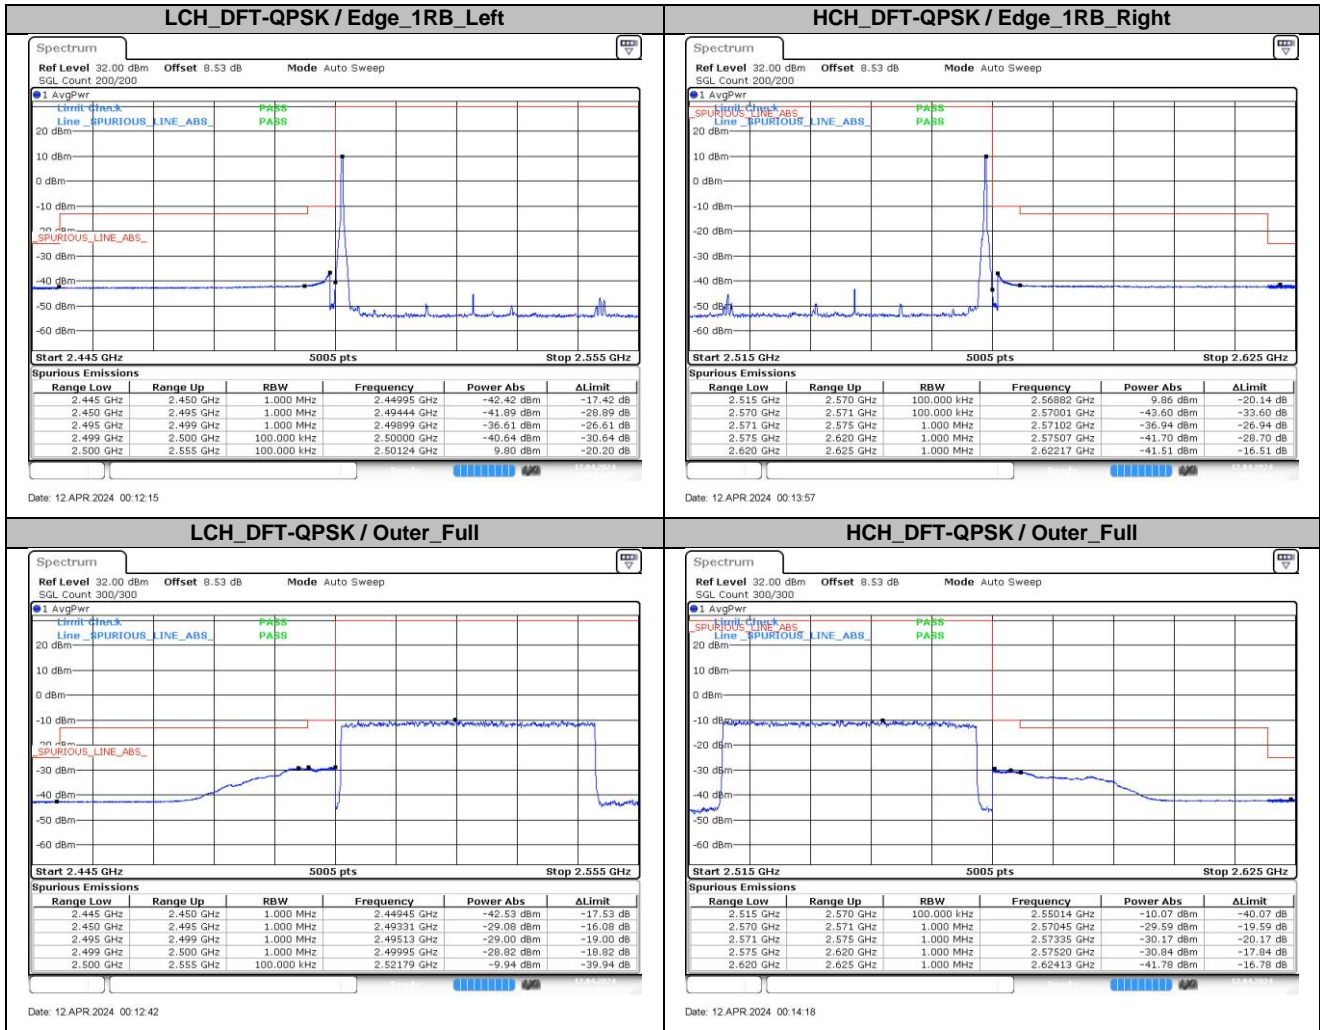 LCH_DFT-QPSK / Edge_1RB_Left
Spectrum
Ref Level 32.00 dBm Offset 8.53 dB Mode Auto Sweep
SGL Count 200/200
1 AvgPwr
Limit Check PASS
Line _SPURIOUS_LINE_ABS_ PASS
20 dBm
10 dBm
0 dBm
-10 dBm
-20 dBm
_SPURIOUS_LINE_ABS_
-30 dBm
-40 dBm
-50 dBm
-60 dBm
Start 2.445 GHz 5005 pts Stop 2.555 GHz
Spurious Emissions
Range Low Range Up RBW Frequency Power Abs ΔLimit
2.445 GHz 2.450 GHz 1.000 MHz 2.44995 GHz -42.42 dBm -17.42 dB
2.450 GHz 2.495 GHz 1.000 MHz 2.49444 GHz -41.89 dBm -28.89 dB
2.495 GHz 2.499 GHz 1.000 MHz 2.49899 GHz -36.61 dBm -26.61 dB
2.499 GHz 2.500 GHz 100.000 kHz 2.50000 GHz -40.64 dBm -30.64 dB
2.500 GHz 2.555 GHz 100.000 kHz 2.50124 GHz 9.80 dBm -20.20 dB
Date: 12.APR.2024 00:12:15
HCH_DFT-QPSK / Edge_1RB_Right
Spectrum
Ref Level 32.00 dBm Offset 8.53 dB Mode Auto Sweep
SGL Count 200/200
1 AvgPwr
Limit Check PASS
_SPURIOUS_LINE_ABS_
Line _SPURIOUS_LINE_ABS_ PASS
20 dBm
10 dBm
0 dBm
-10 dBm
-20 dBm
-30 dBm
-40 dBm
-50 dBm
-60 dBm
Start 2.515 GHz 5005 pts Stop 2.625 GHz
Spurious Emissions
Range Low Range Up RBW Frequency Power Abs ΔLimit
2.515 GHz 2.570 GHz 100.000 kHz 2.56882 GHz 9.86 dBm -20.14 dB
2.570 GHz 2.571 GHz 100.000 kHz 2.57001 GHz -43.60 dBm -33.60 dB
2.571 GHz 2.575 GHz 1.000 MHz 2.57102 GHz -36.94 dBm -26.94 dB
2.575 GHz 2.620 GHz 1.000 MHz 2.57507 GHz -41.70 dBm -28.70 dB
2.620 GHz 2.625 GHz 1.000 MHz 2.62217 GHz -41.51 dBm -16.51 dB
Date: 12.APR.2024 00:13:57
LCH_DFT-QPSK / Outer_Full
Spectrum
Ref Level 32.00 dBm Offset 8.53 dB Mode Auto Sweep
SGL Count 300/300
1 AvgPwr
Limit Check PASS
Line _SPURIOUS_LINE_ABS_ PASS
20 dBm
10 dBm
0 dBm
-10 dBm
-20 dBm
_SPURIOUS_LINE_ABS_
-30 dBm
-40 dBm
-50 dBm
-60 dBm
Start 2.445 GHz 5005 pts Stop 2.555 GHz
Spurious Emissions
Range Low Range Up RBW Frequency Power Abs ΔLimit
2.445 GHz 2.450 GHz 1.000 MHz 2.44945 GHz -42.53 dBm -17.53 dB
2.450 GHz 2.495 GHz 1.000 MHz 2.49331 GHz -29.08 dBm -16.08 dB
2.495 GHz 2.499 GHz 1.000 MHz 2.49513 GHz -29.00 dBm -19.00 dB
2.499 GHz 2.500 GHz 1.000 MHz 2.49995 GHz -28.82 dBm -18.82 dB
2.500 GHz 2.555 GHz 100.000 kHz 2.52179 GHz -9.94 dBm -39.94 dB
Date: 12.APR.2024 00:12:42
HCH_DFT-QPSK / Outer_Full
Spectrum
Ref Level 32.00 dBm Offset 8.53 dB Mode Auto Sweep
SGL Count 300/300
1 AvgPwr
Limit Check PASS
_SPURIOUS_LINE_ABS_
Line _SPURIOUS_LINE_ABS_ PASS
20 dBm
10 dBm
0 dBm
-10 dBm
-20 dBm
-30 dBm
-40 dBm
-50 dBm
-60 dBm
Start 2.515 GHz 5005 pts Stop 2.625 GHz
Spurious Emissions
Range Low Range Up RBW Frequency Power Abs ΔLimit
2.515 GHz 2.570 GHz 100.000 kHz 2.55014 GHz -10.07 dBm -40.07 dB
2.570 GHz 2.571 GHz 1.000 MHz 2.57045 GHz -29.59 dBm -19.59 dB
2.571 GHz 2.575 GHz 1.000 MHz 2.57335 GHz -30.17 dBm -20.17 dB
2.575 GHz 2.620 GHz 1.000 MHz 2.57520 GHz -30.84 dBm -17.84 dB
2.620 GHz 2.625 GHz 1.000 MHz 2.62413 GHz -41.78 dBm -16.78 dB
Date: 12.APR.2024 00:14:18